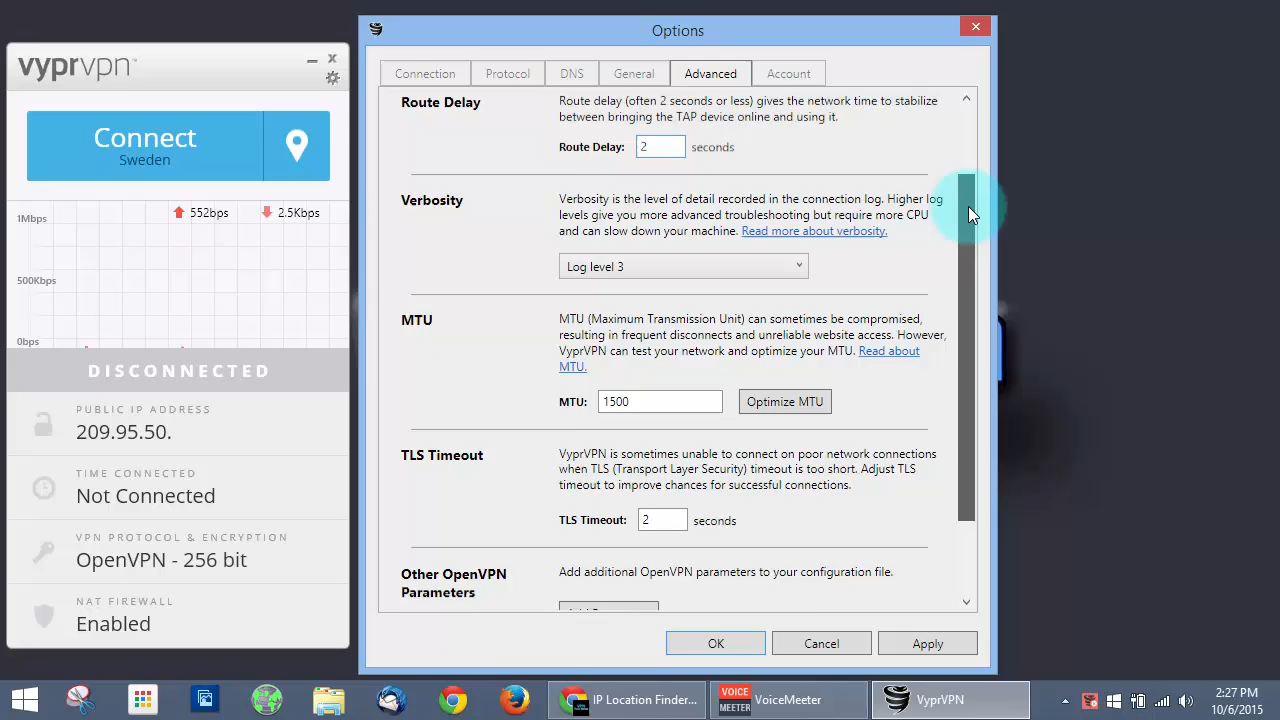 vyprvpn
Connect
Sweden
1Mbps
552bps
2.5Kbps
500Kbps
0bps
DISCONNECTED
PUBLIC IP ADDRESS
209.95.50.
TIME CONNECTED
Not Connected
VPN PROTOCOL & ENCRYPTION
OpenVPN - 256 bit
NAT FIREWALL
Enabled
Options
Connection
Protocol
DNS
General
Advanced
Account
Route Delay
Route delay (often 2 seconds or less) gives the network time to stabilize
between bringing the TAP device online and using it.
Route Delay: 2 seconds
Verbosity
Verbosity is the level of detail recorded in the connection log. Higher log
levels give you more advanced troubleshooting but require more CPU
and can slow down your machine. Read more about verbosity.
Log level 3
MTU
MTU (Maximum Transmission Unit) can sometimes be compromised,
resulting in frequent disconnects and unreliable website access. However,
VyprVPN can test your network and optimize your MTU. Read about
MTU.
MTU: 1500 Optimize MTU
TLS Timeout
VyprVPN is sometimes unable to connect on poor network connections
when TLS (Transport Layer Security) timeout is too short. Adjust TLS
timeout to improve chances for successful connections.
TLS Timeout: 2 seconds
Other OpenVPN
Parameters
Add additional OpenVPN parameters to your configuration file.
OK
Cancel
Apply
IP Location Finder...
VOICE
MEETER
VoiceMeeter
VyprVPN
2:27 PM
10/6/2015